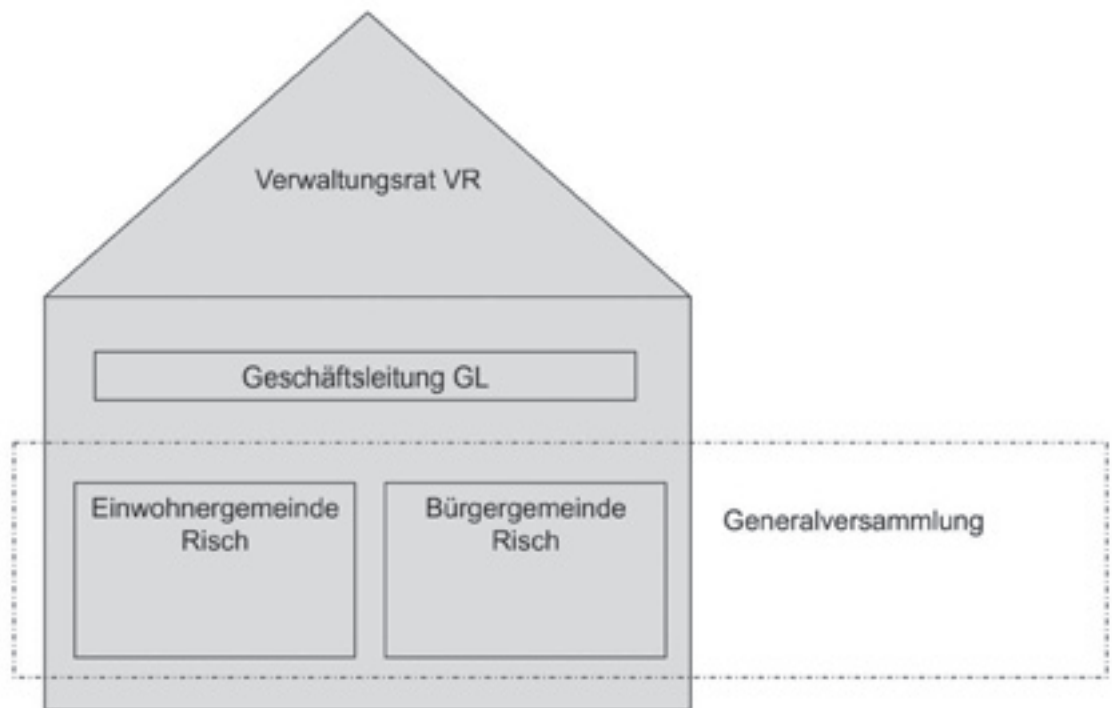 Verwaltungsrat VR
Geschäftsleitung GL
Einwohnergemeinde
Risch
Bürgergemeinde
Risch
Generalversammlung